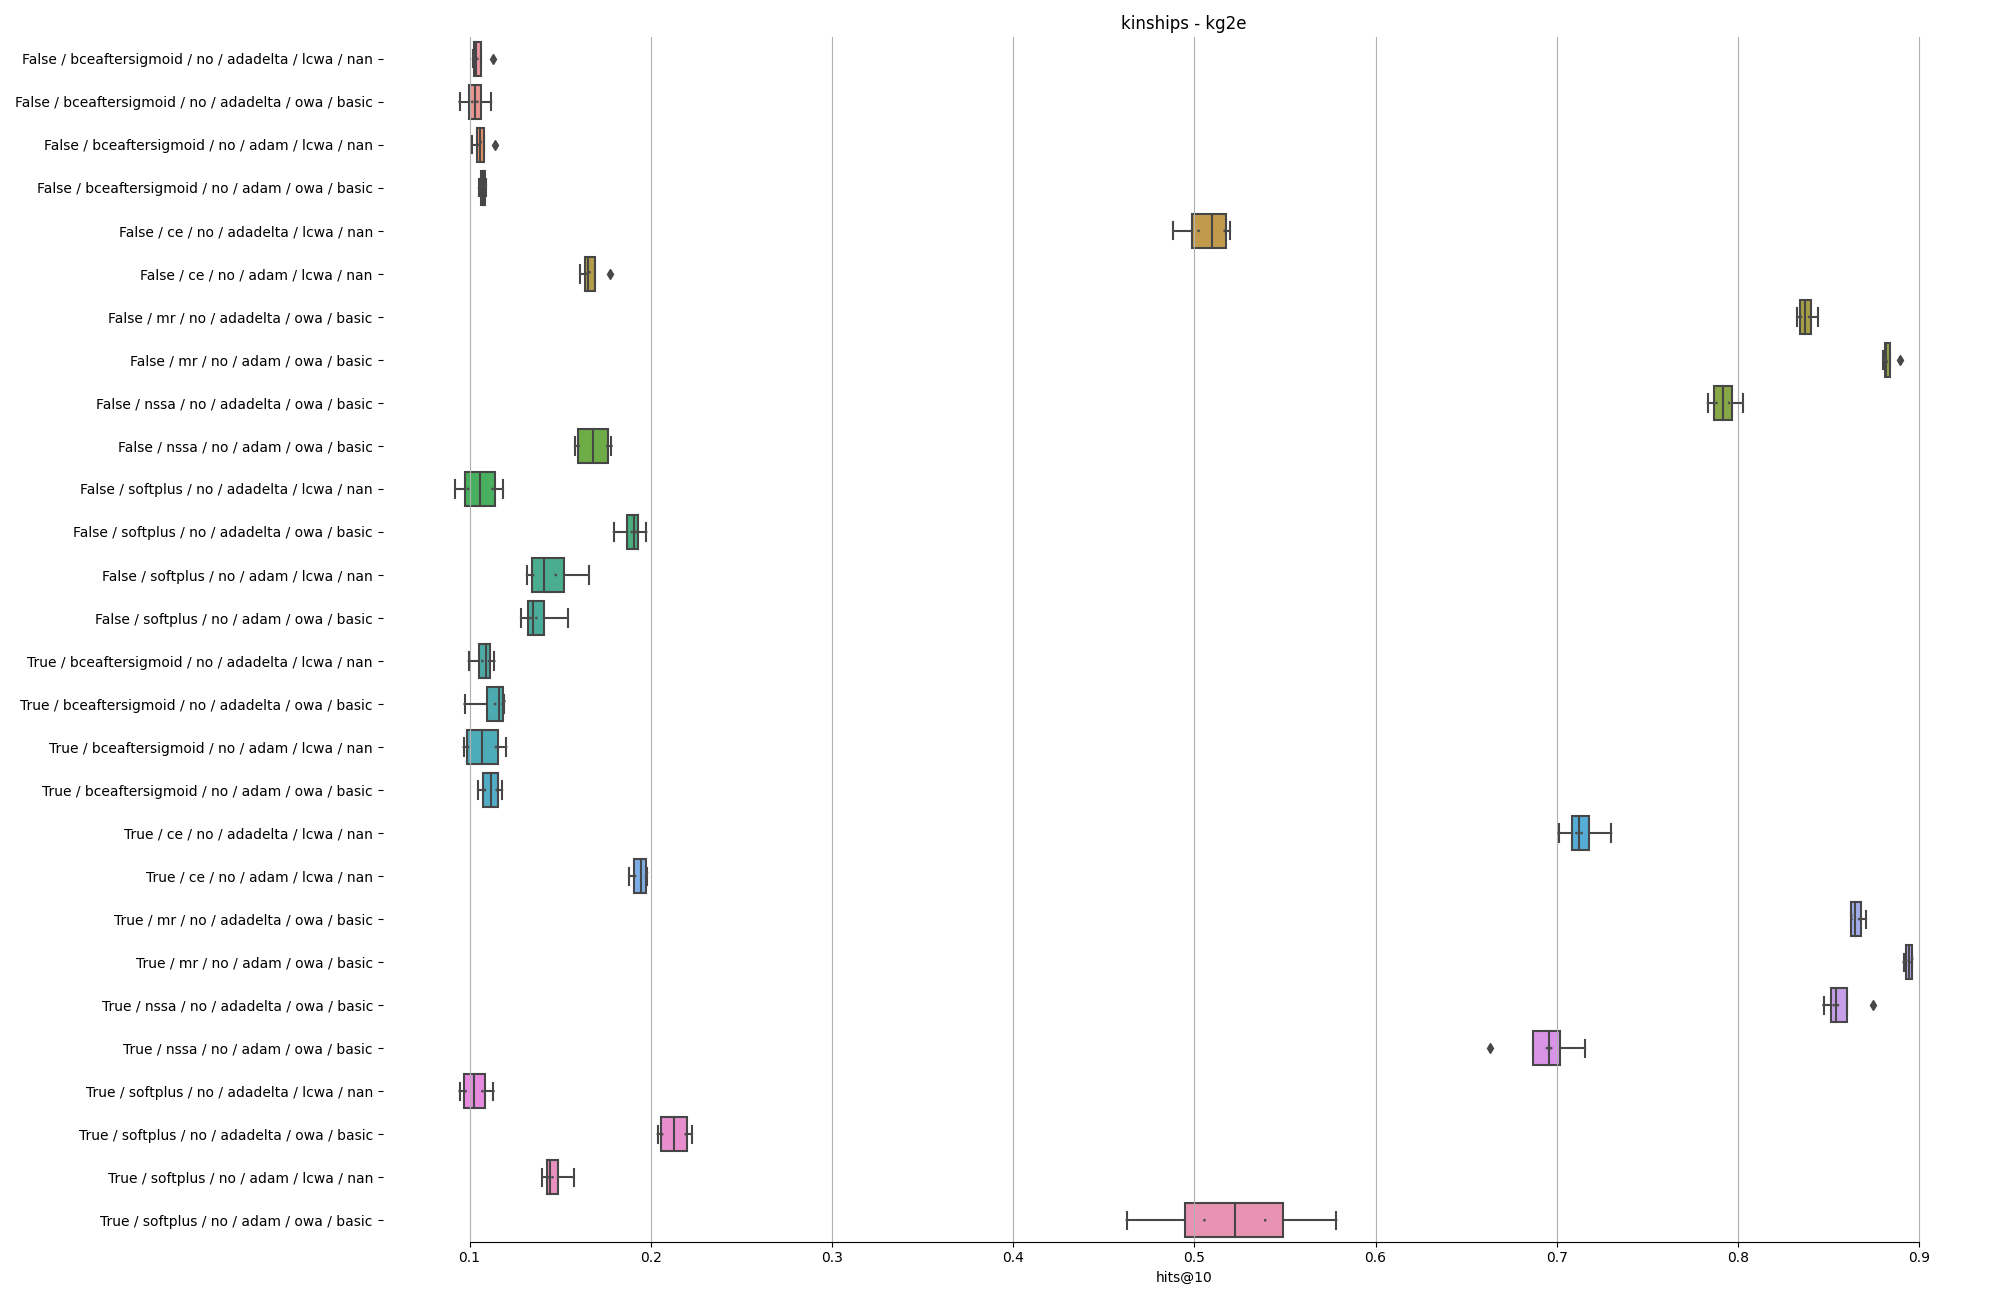 kinships - kg2e
False / bceaftersigmoid / no / adadelta / lcwa / nan
False / bceaftersigmoid / no / adadelta / owa / basic
False / bceaftersigmoid / no / adam / lcwa / nan
False / bceaftersigmoid / no / adam / owa / basic
False / ce / no / adadelta / lcwa / nan
False / ce / no / adam / lcwa / nan
False / mr / no / adadelta / owa / basic
False / mr / no / adam / owa / basic
False / nssa / no / adadelta / owa / basic
False / nssa / no / adam / owa / basic
False / softplus / no / adadelta / lcwa / nan
False / softplus / no / adadelta / owa / basic
False / softplus / no / adam / lcwa / nan
False / softplus / no / adam / owa / basic
True / bceaftersigmoid / no / adadelta / lcwa / nan
True / bceaftersigmoid / no / adadelta / owa / basic
True / bceaftersigmoid / no / adam / lcwa / nan
True / bceaftersigmoid / no / adam / owa / basic
True / ce / no / adadelta / lcwa / nan
True / ce / no / adam / lcwa / nan
True / mr / no / adadelta / owa / basic
True / mr / no / adam / owa / basic
True / nssa / no / adadelta / owa / basic
True / nssa / no / adam / owa / basic
True / softplus / no / adadelta / lcwa / nan
True / softplus / no / adadelta / owa / basic
True / softplus / no / adam / lcwa / nan
True / softplus / no / adam / owa / basic
0.1 0.2 0.3 0.4 0.5 0.6 0.7 0.8 0.9
hits@10